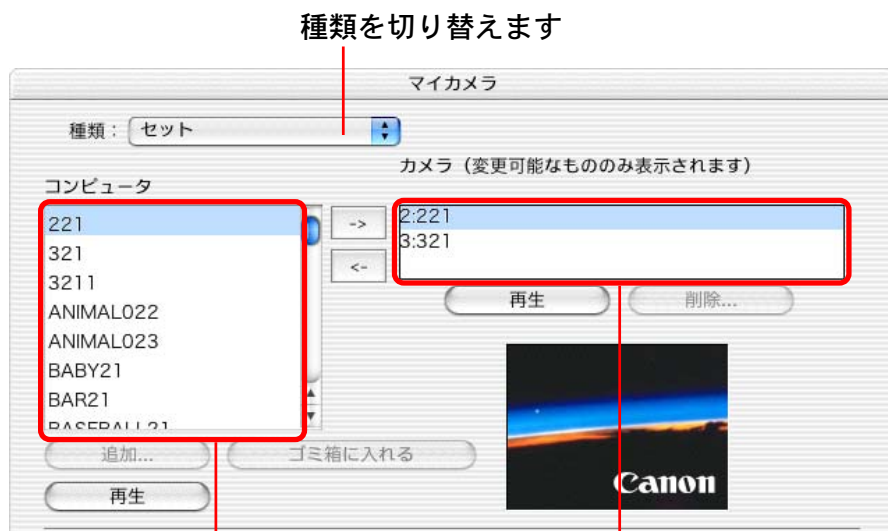 種類を切り替えます
マイカメラ
種類： セット
カメラ（変更可能なもののみ表示されます）
コンピュータ
221
321
3211
ANIMAL022
ANIMAL023
BABY21
BAR21
BASEBALL21
->
<-
2:221
3:321
再生
削除...
追加...
ゴミ箱に入れる
再生
Canon